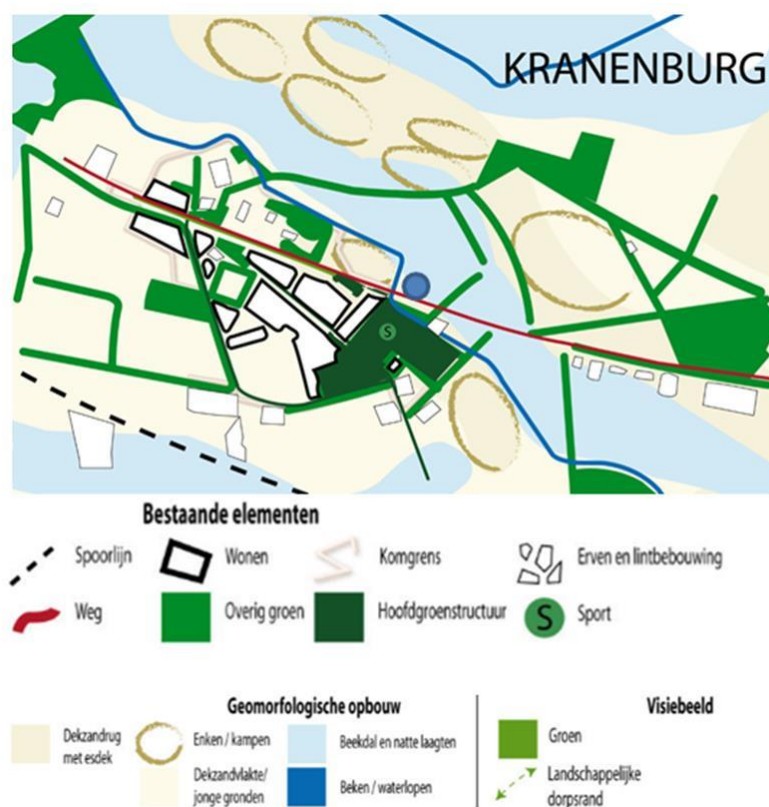 KRANENBURG
S
Bestaande elementen
Spoorlijn
Wonen
Komgrens
Erven en lintbebouwing
Weg
Overig groen
Hoofdgroenstructuur
S
Sport
Geomorfologische opbouw
Visiebeeld
Dekzandrug
met esdek
Enken / kampen
Beekdal en natte laagten
Groen
Dekzandvlakte/
jonge gronden
Beken / waterlopen
Landschappelijke
dorpsrand